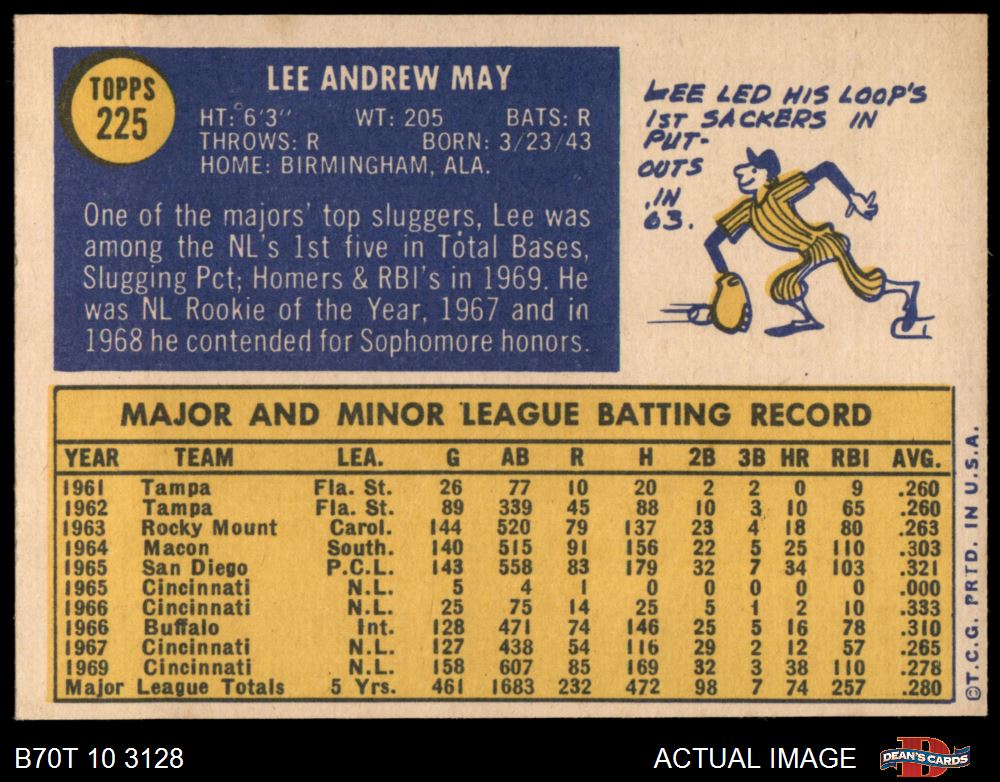 TOPPS
225
LEE ANDREW MAY
HT: 6'3" WT: 205 BATS: R
THROWS: R BORN: 3/23/43
HOME: BIRMINGHAM, ALA.
One of the majors' top sluggers, Lee was
among the NL's 1st five in Total Bases,
Slugging Pct; Homers & RBI's in 1969. He
was NL Rookie of the Year, 1967 and in
1968 he contended for Sophomore honors.
LEE LED HIS LOOP'S
1ST SACKERS IN
PUT-
OUTS
IN
63.
MAJOR AND MINOR LEAGUE BATTING RECORD
YEAR TEAM LEA. G AB R H 2B 3B HR RBI AVG.
1961 Tampa Fla. St. 26 77 10 20 2 2 0 9 .260
1962 Tampa Fla. St. 89 339 45 88 10 3 10 65 .260
1963 Rocky Mount Carol. 144 520 79 137 23 4 18 80 .263
1964 Macon South. 140 515 91 156 22 5 25 110 .303
1965 San Diego P.C.L. 143 558 83 179 32 7 34 103 .321
1965 Cincinnati N.L. 5 4 1 0 0 0 0 0 .000
1966 Cincinnati N.L. 25 75 14 25 5 1 2 10 .333
1966 Buffalo Int. 128 471 74 146 25 5 16 78 .310
1967 Cincinnati N.L. 127 438 54 116 29 2 12 57 .265
1969 Cincinnati N.L. 158 607 85 169 32 3 38 110 .278
Major League Totals 5 Yrs. 461 1683 232 472 98 7 74 257 .280
©T.C.G. PRTD. IN U.S.A.
B70T 10 3128 ACTUAL IMAGE DEAN'S CARDS